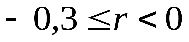 - 0,3 ≤ r < 0